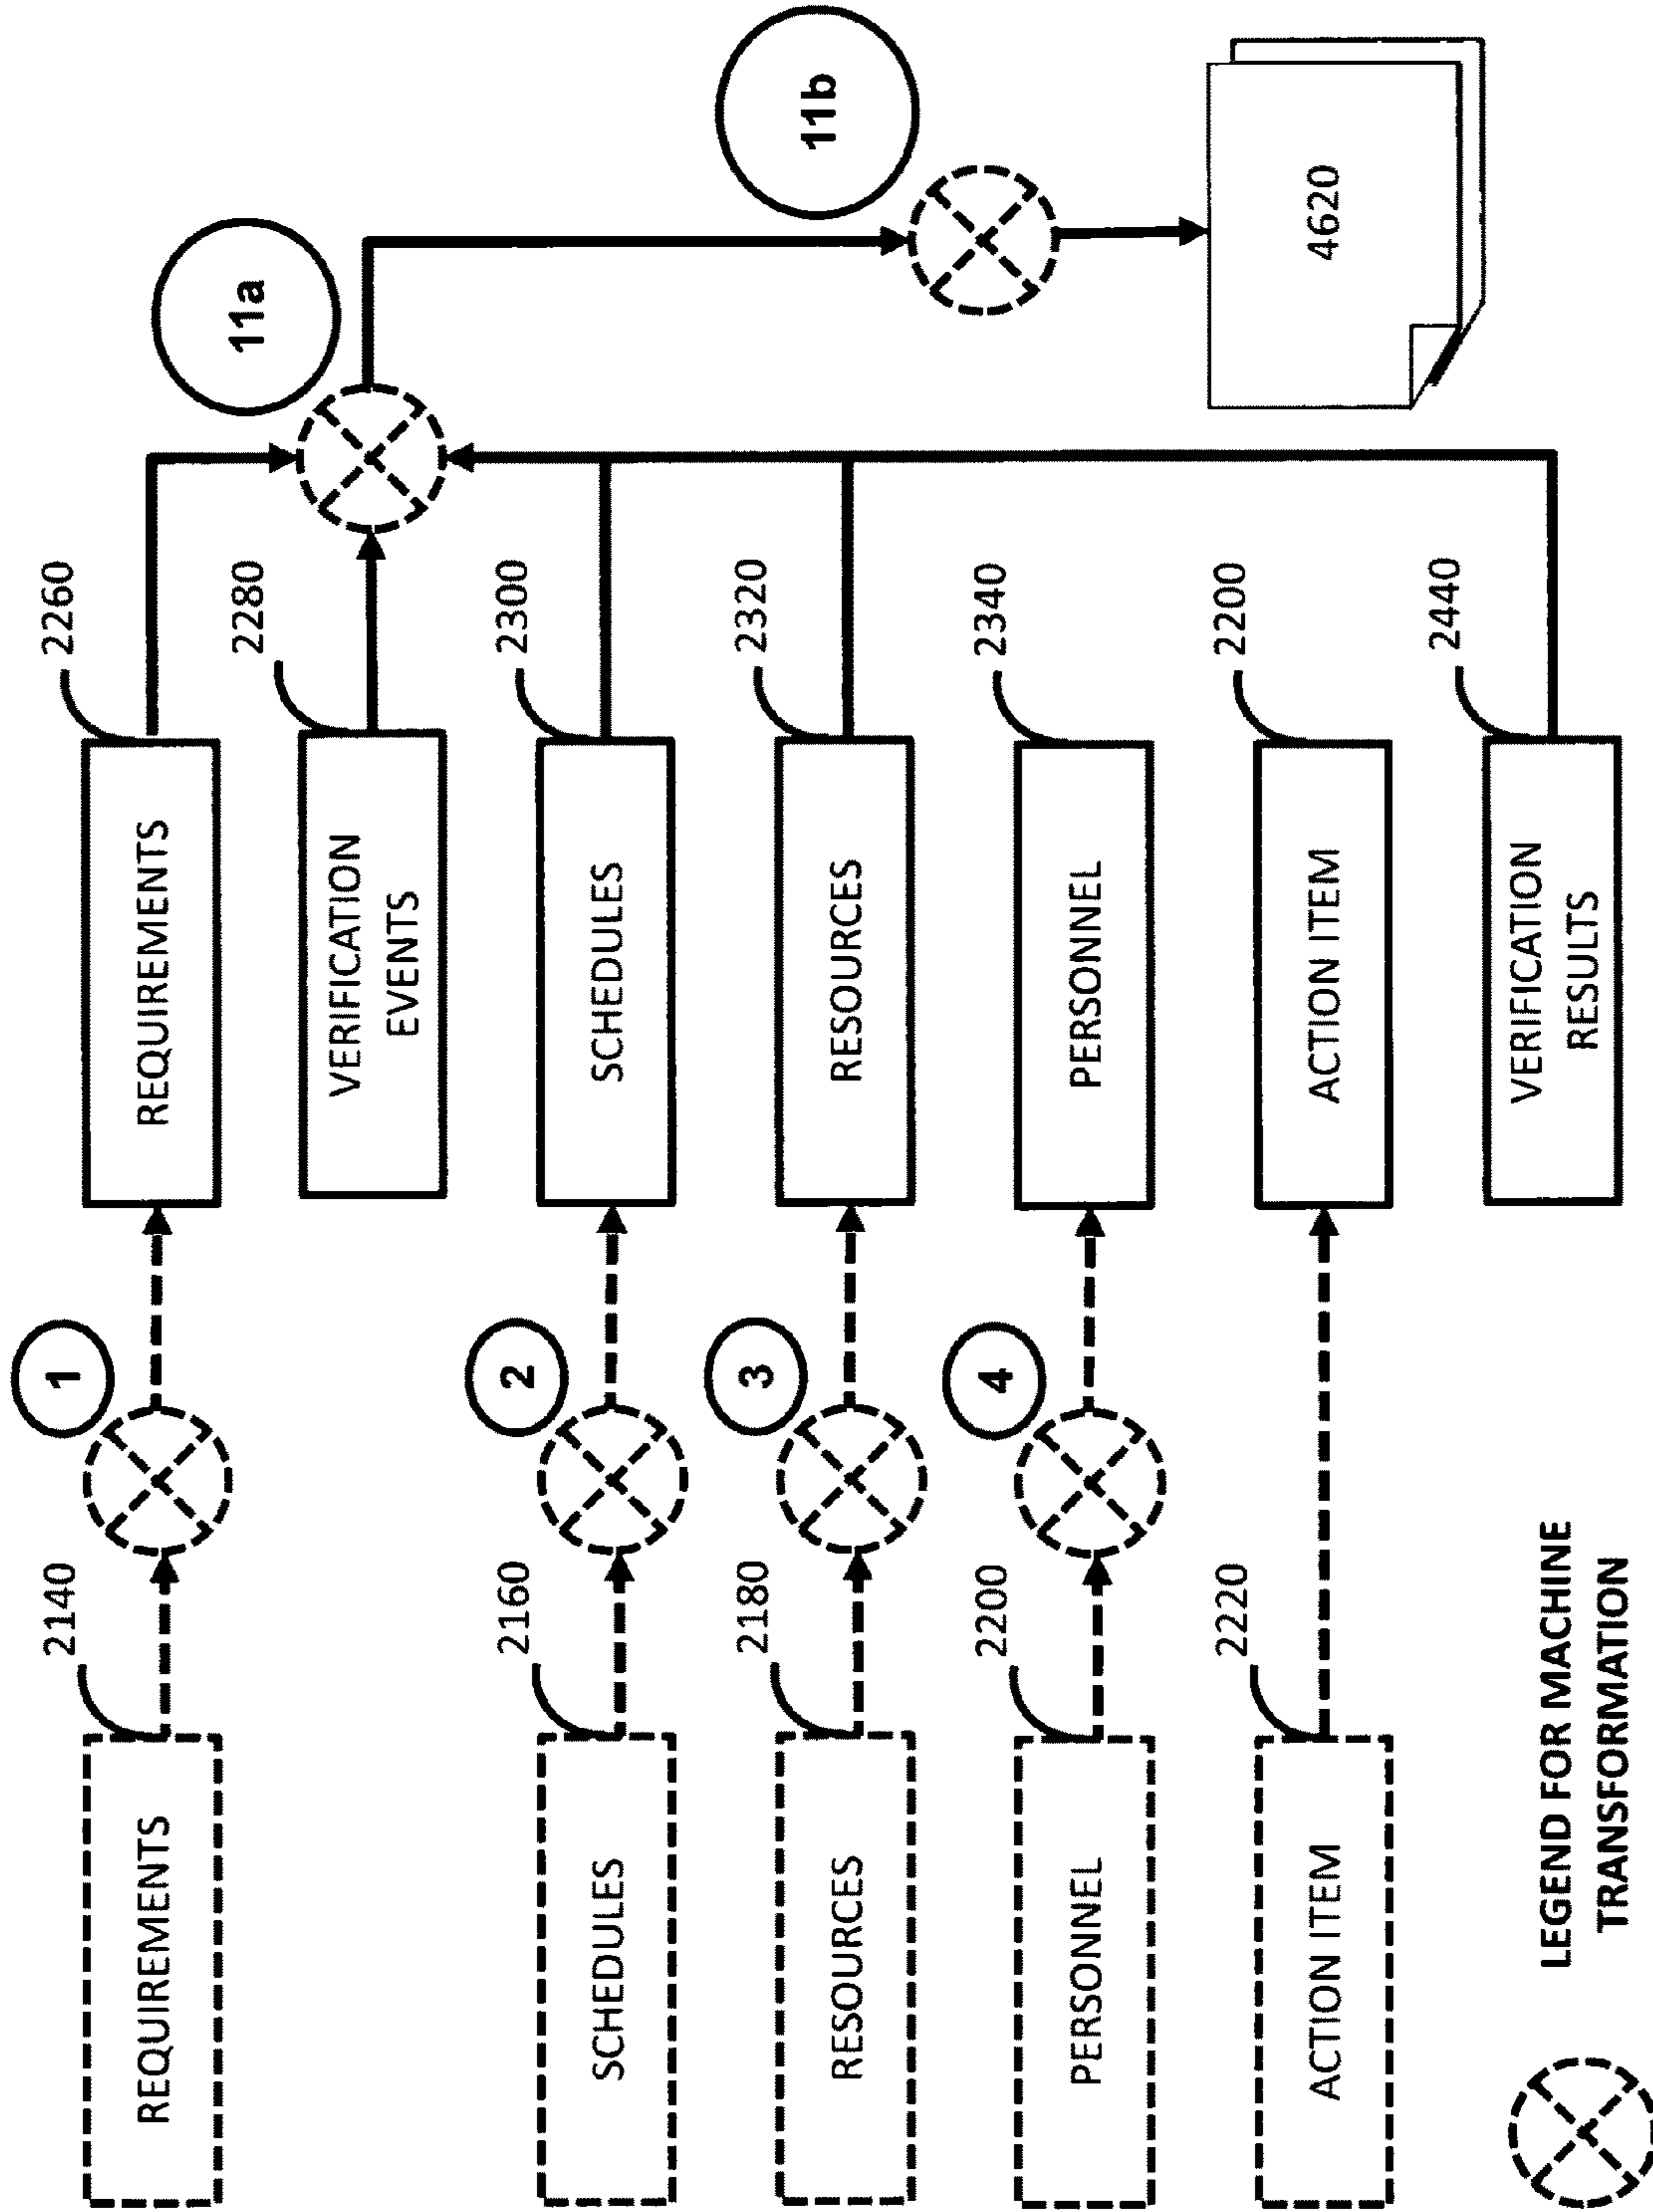 REQUIREMENTS
2140
1
REQUIREMENTS
2260
11a
VERIFICATION
EVENTS
2280
11b
SCHEDULES
2160
2
SCHEDULES
2300
RESOURCES
2180
3
RESOURCES
2320
PERSONNEL
2200
4
PERSONNEL
2340
ACTION ITEM
2220
ACTION ITEM
2200
4620
VERIFICATION
RESULTS
2440
LEGEND FOR MACHINE
TRANSFORMATION